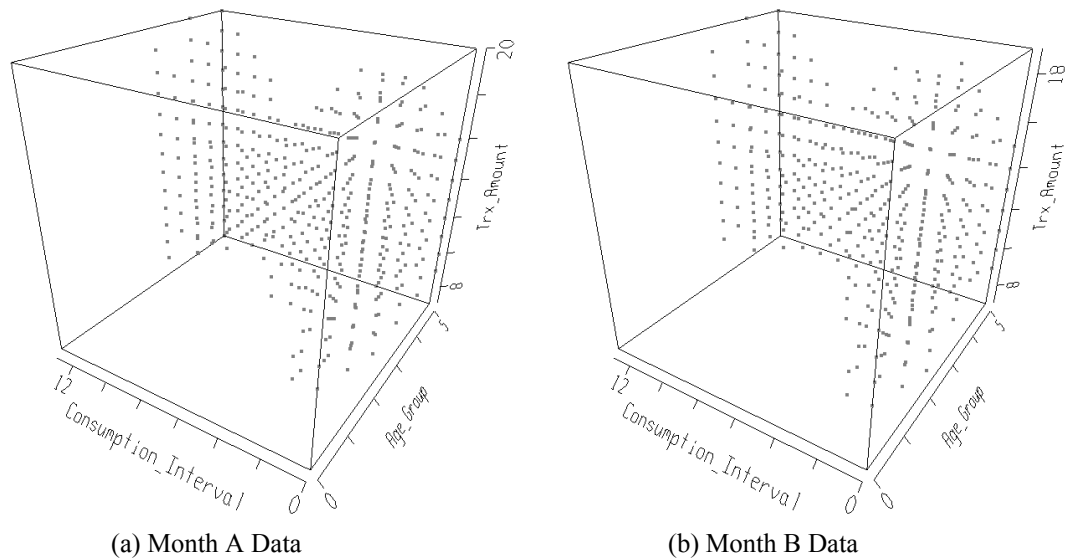 20
Trx_Amount
8
5
Age_Group
0
12
Consumption_Interval
0
(a) Month A Data
18
Trx_Amount
8
5
Age_Group
0
12
Consumption_Interval
0
(b) Month B Data